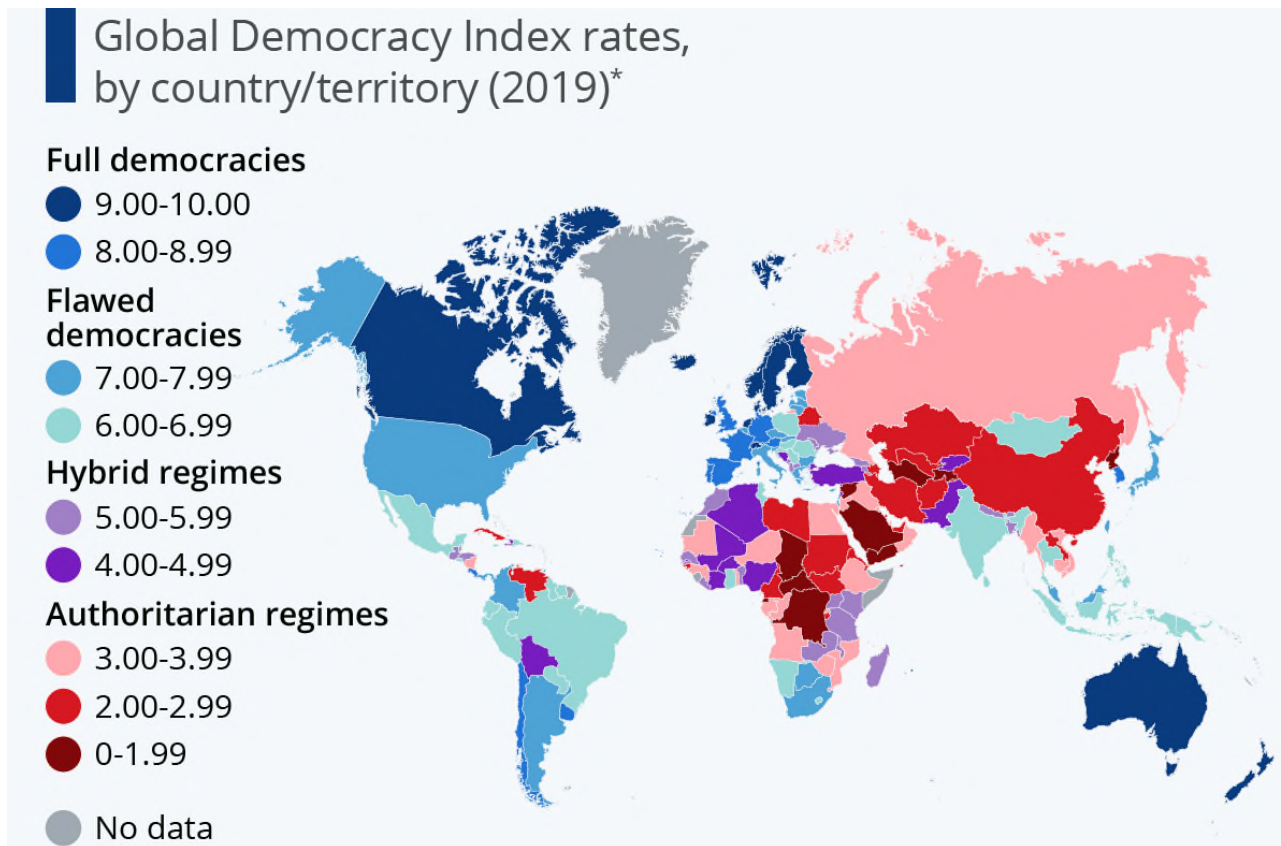 Global Democracy Index rates,
by country/territory (2019)*
Full democracies
9.00-10.00
8.00-8.99
Flawed
democracies
7.00-7.99
6.00-6.99
Hybrid regimes
5.00-5.99
4.00-4.99
Authoritarian regimes
3.00-3.99
2.00-2.99
0-1.99
No data